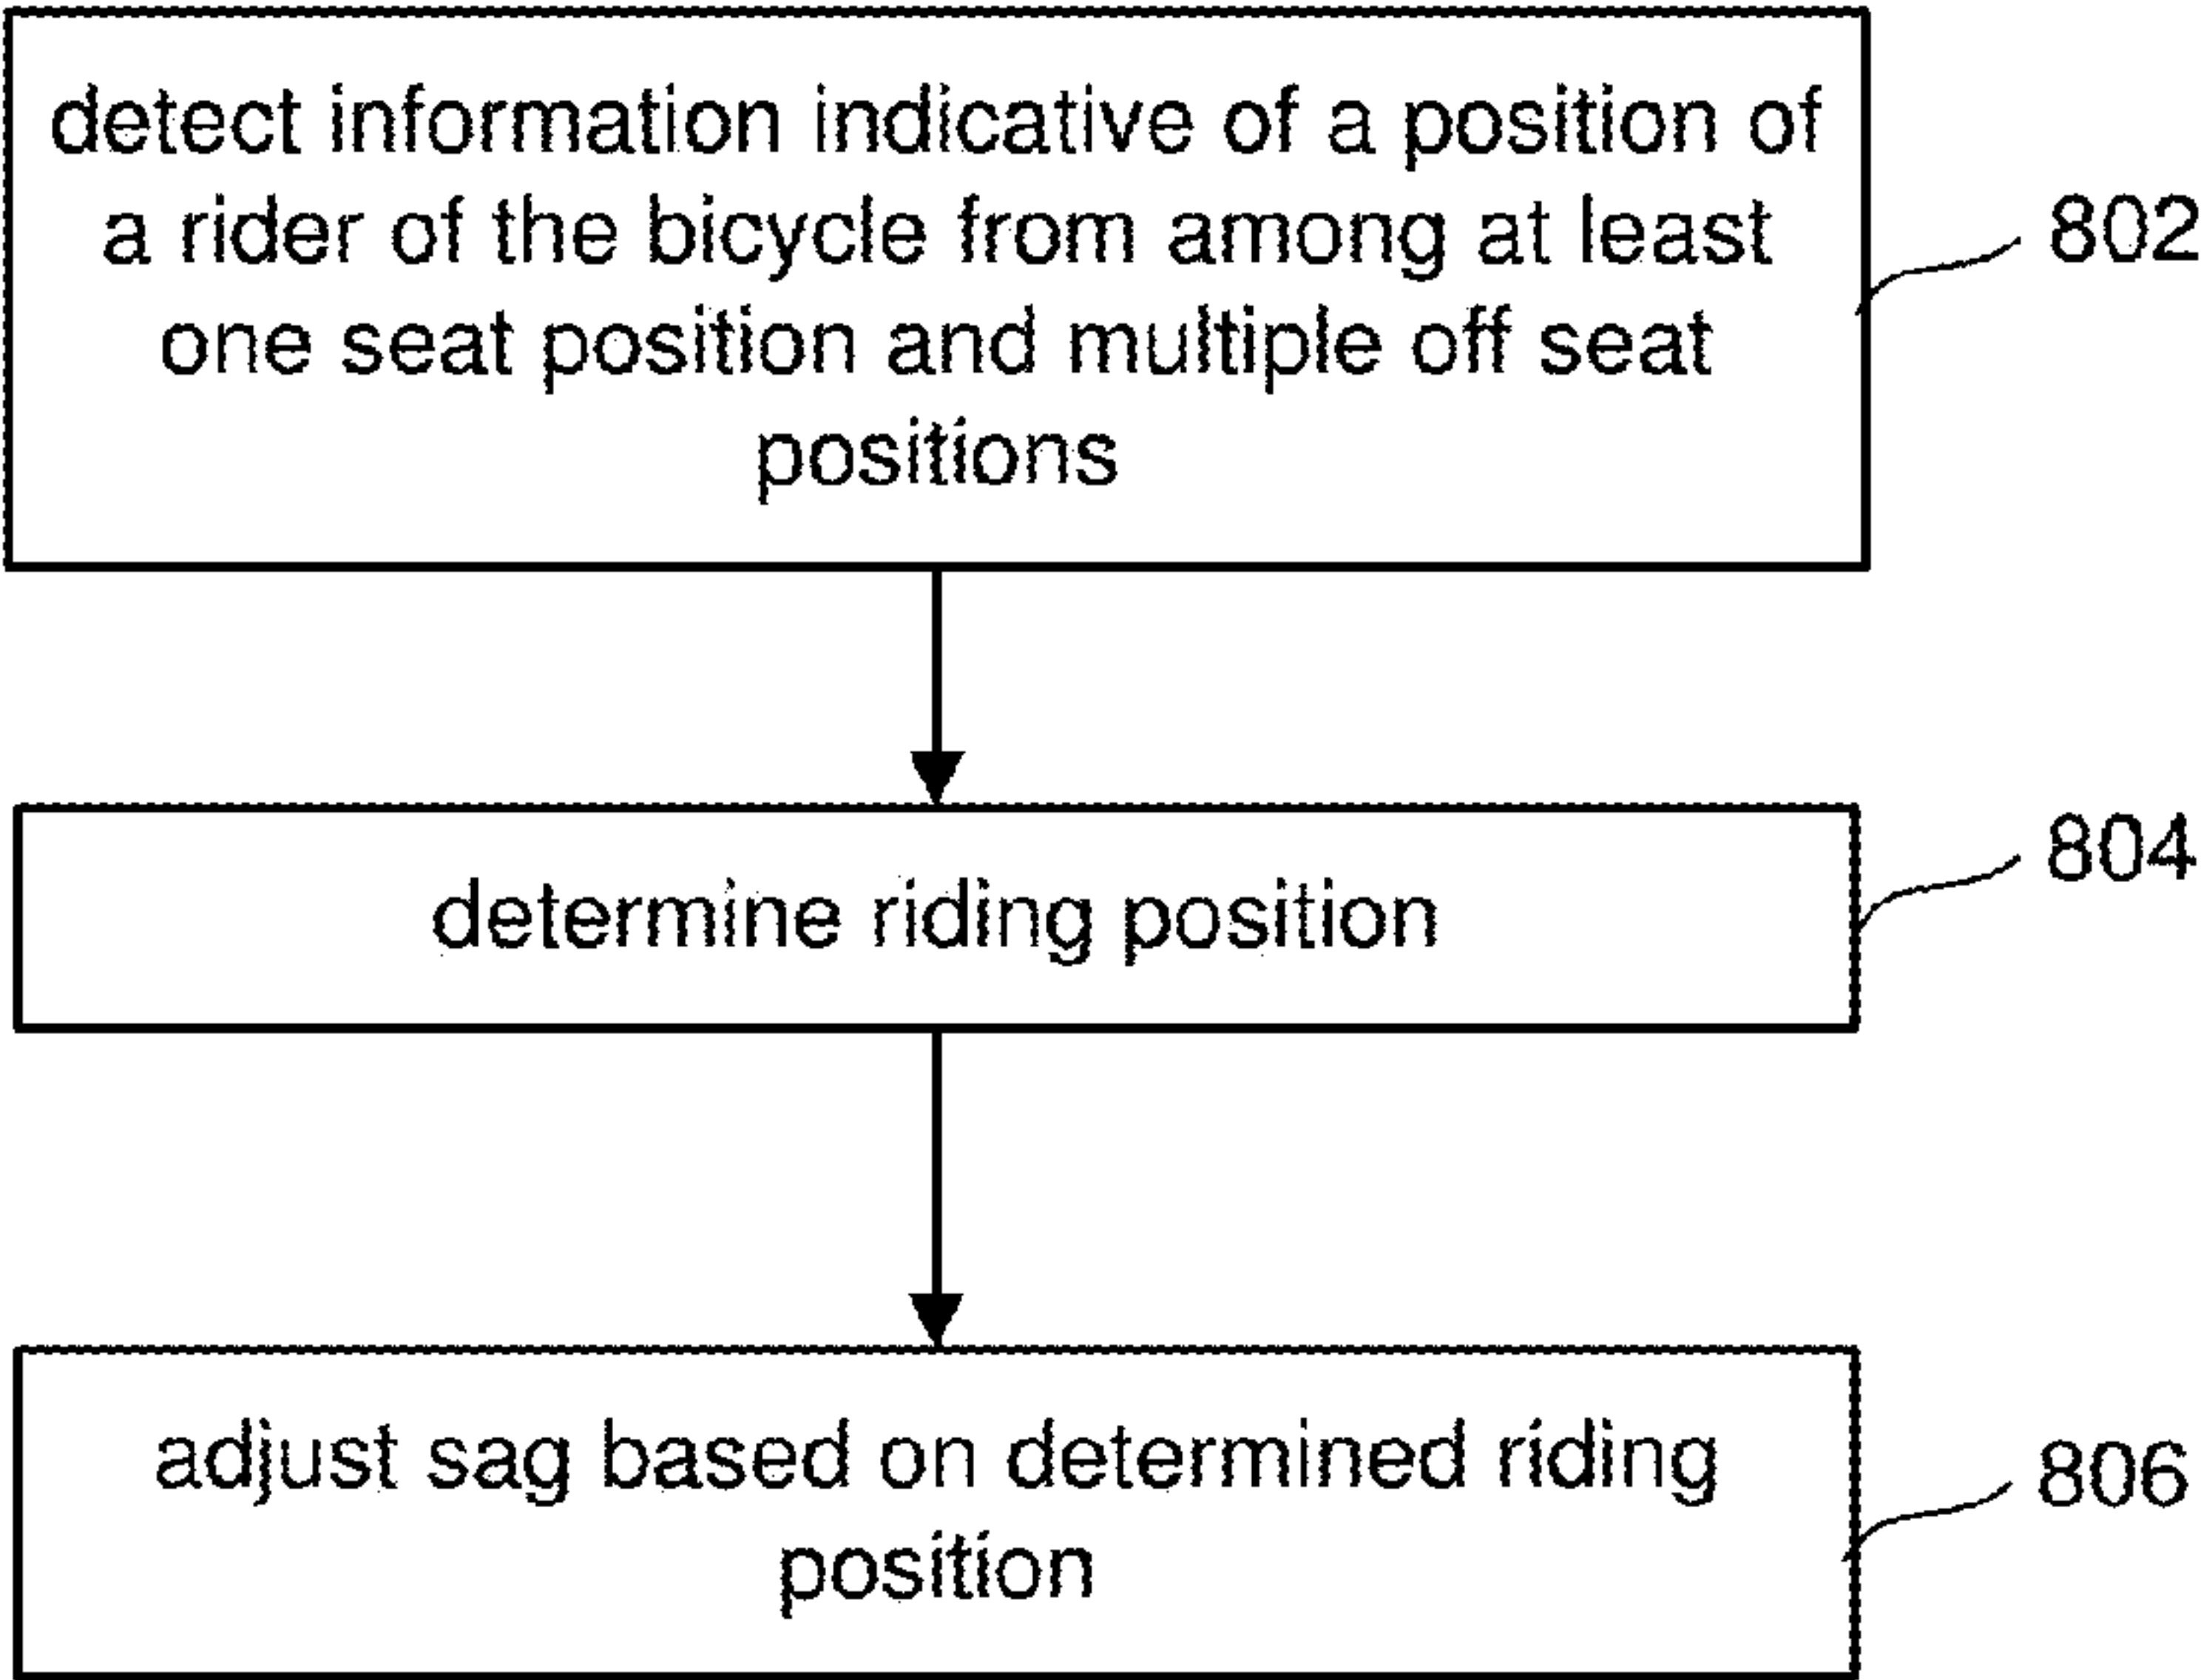 detect information indicative of a position of
a rider of the bicycle from among at least
one seat position and multiple off seat
positions
802
determine riding position
804
adjust sag based on determined riding
position
806